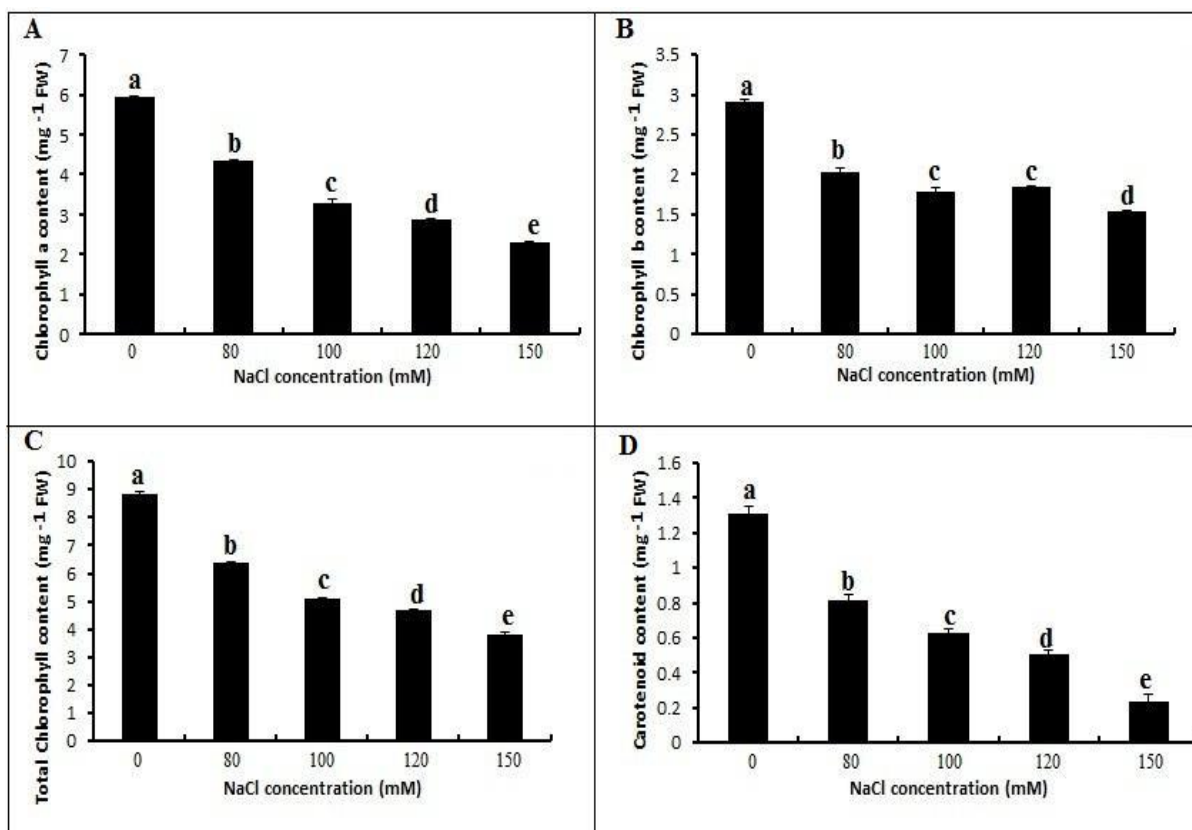 A
Chlorophyll a content (mg -1 FW)
7
6
5
4
3
2
1
0
a
b
c
d
e
0 80 100 120 150
NaCl concentration (mM)
B
Chlorophyll b content (mg -1 FW)
3.5
3
2.5
2
1.5
1
0.5
0
a
b
c
c
d
0 80 100 120 150
NaCl concentration (mM)
C
Total Chlorophyll content (mg -1 FW)
10
9
8
7
6
5
4
3
2
1
0
a
b
c
d
e
0 80 100 120 150
NaCl concentration (mM)
D
Carotenoid content (mg -1 FW)
1.6
1.4
1.2
1
0.8
0.6
0.4
0.2
0
a
b
c
d
e
0 80 100 120 150
NaCl concentration (mM)